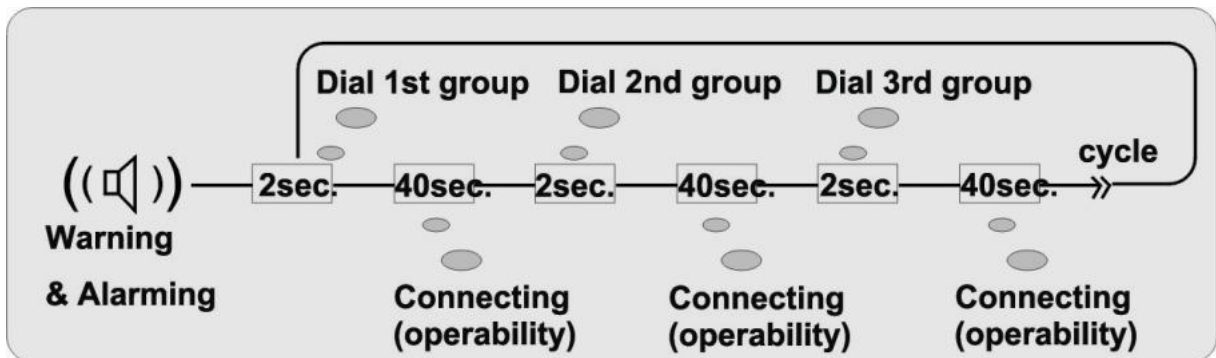 Dial 1st group
Dial 2nd group
Dial 3rd group
cycle
2sec.
40sec.
2sec.
40sec.
2sec.
40sec.
Warning
& Alarming
Connecting
(operability)
Connecting
(operability)
Connecting
(operability)